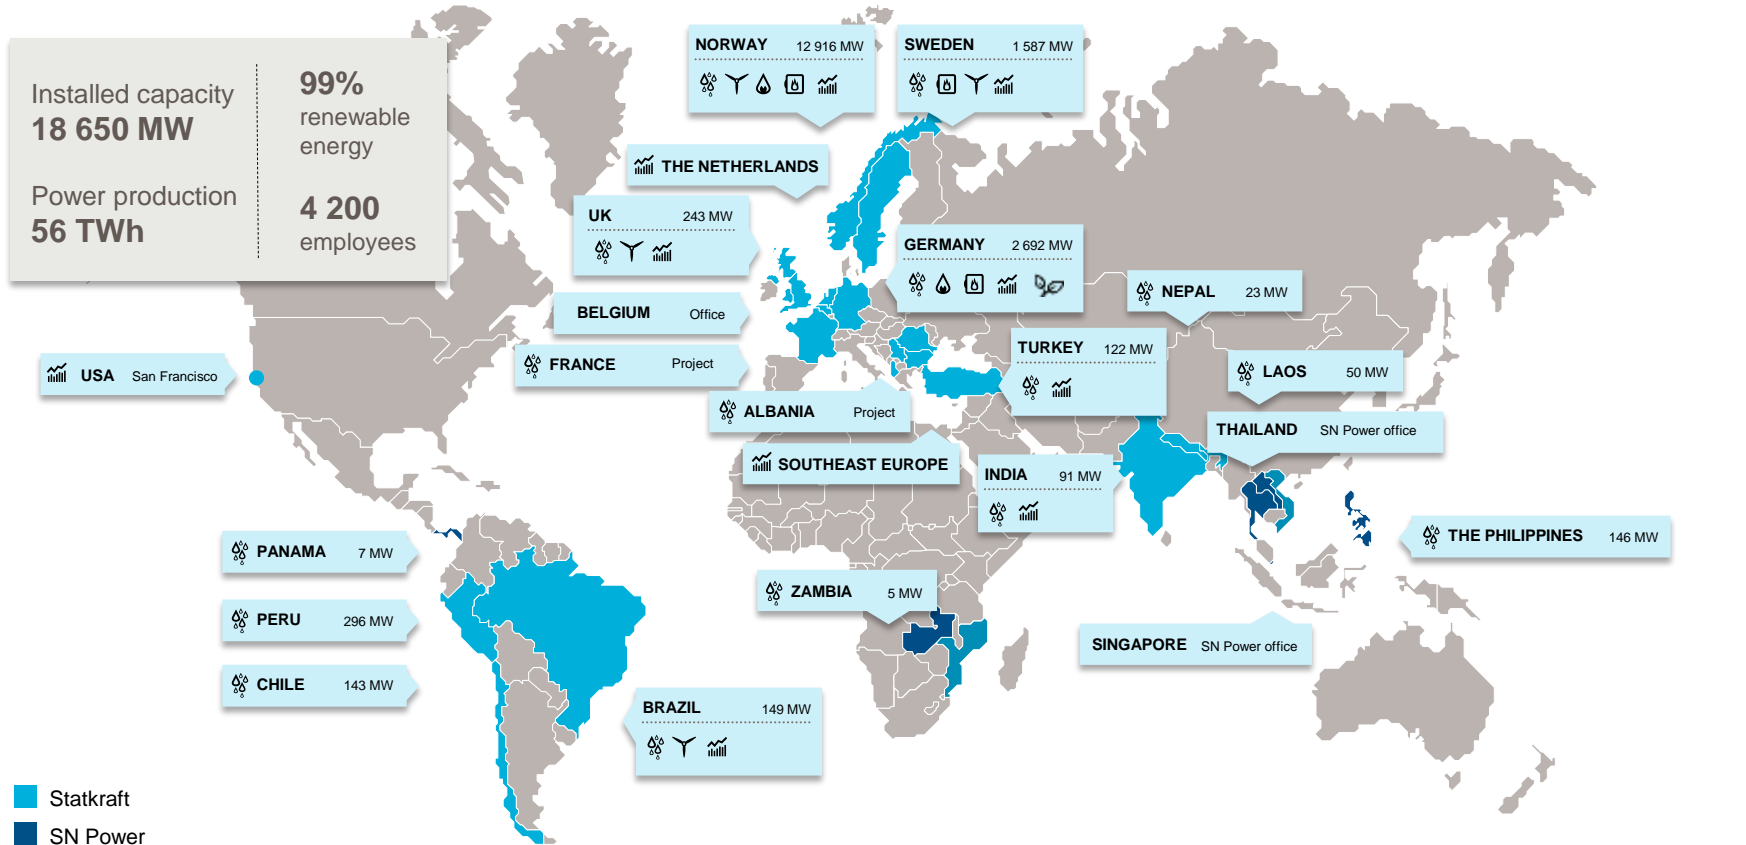 Installed capacity
18 650 MW
Power production
56 TWh
99%
renewable
energy
4 200
employees
NORWAY 12 916 MW
SWEDEN 1 587 MW
THE NETHERLANDS
UK 243 MW
GERMANY 2 692 MW
BELGIUM Office
NEPAL 23 MW
FRANCE Project
TURKEY 122 MW
USA San Francisco
LAOS 50 MW
ALBANIA Project
THAILAND SN Power office
SOUTHEAST EUROPE
INDIA 91 MW
PANAMA 7 MW
THE PHILIPPINES 146 MW
ZAMBIA 5 MW
PERU 296 MW
SINGAPORE SN Power office
CHILE 143 MW
BRAZIL 149 MW
Statkraft
SN Power